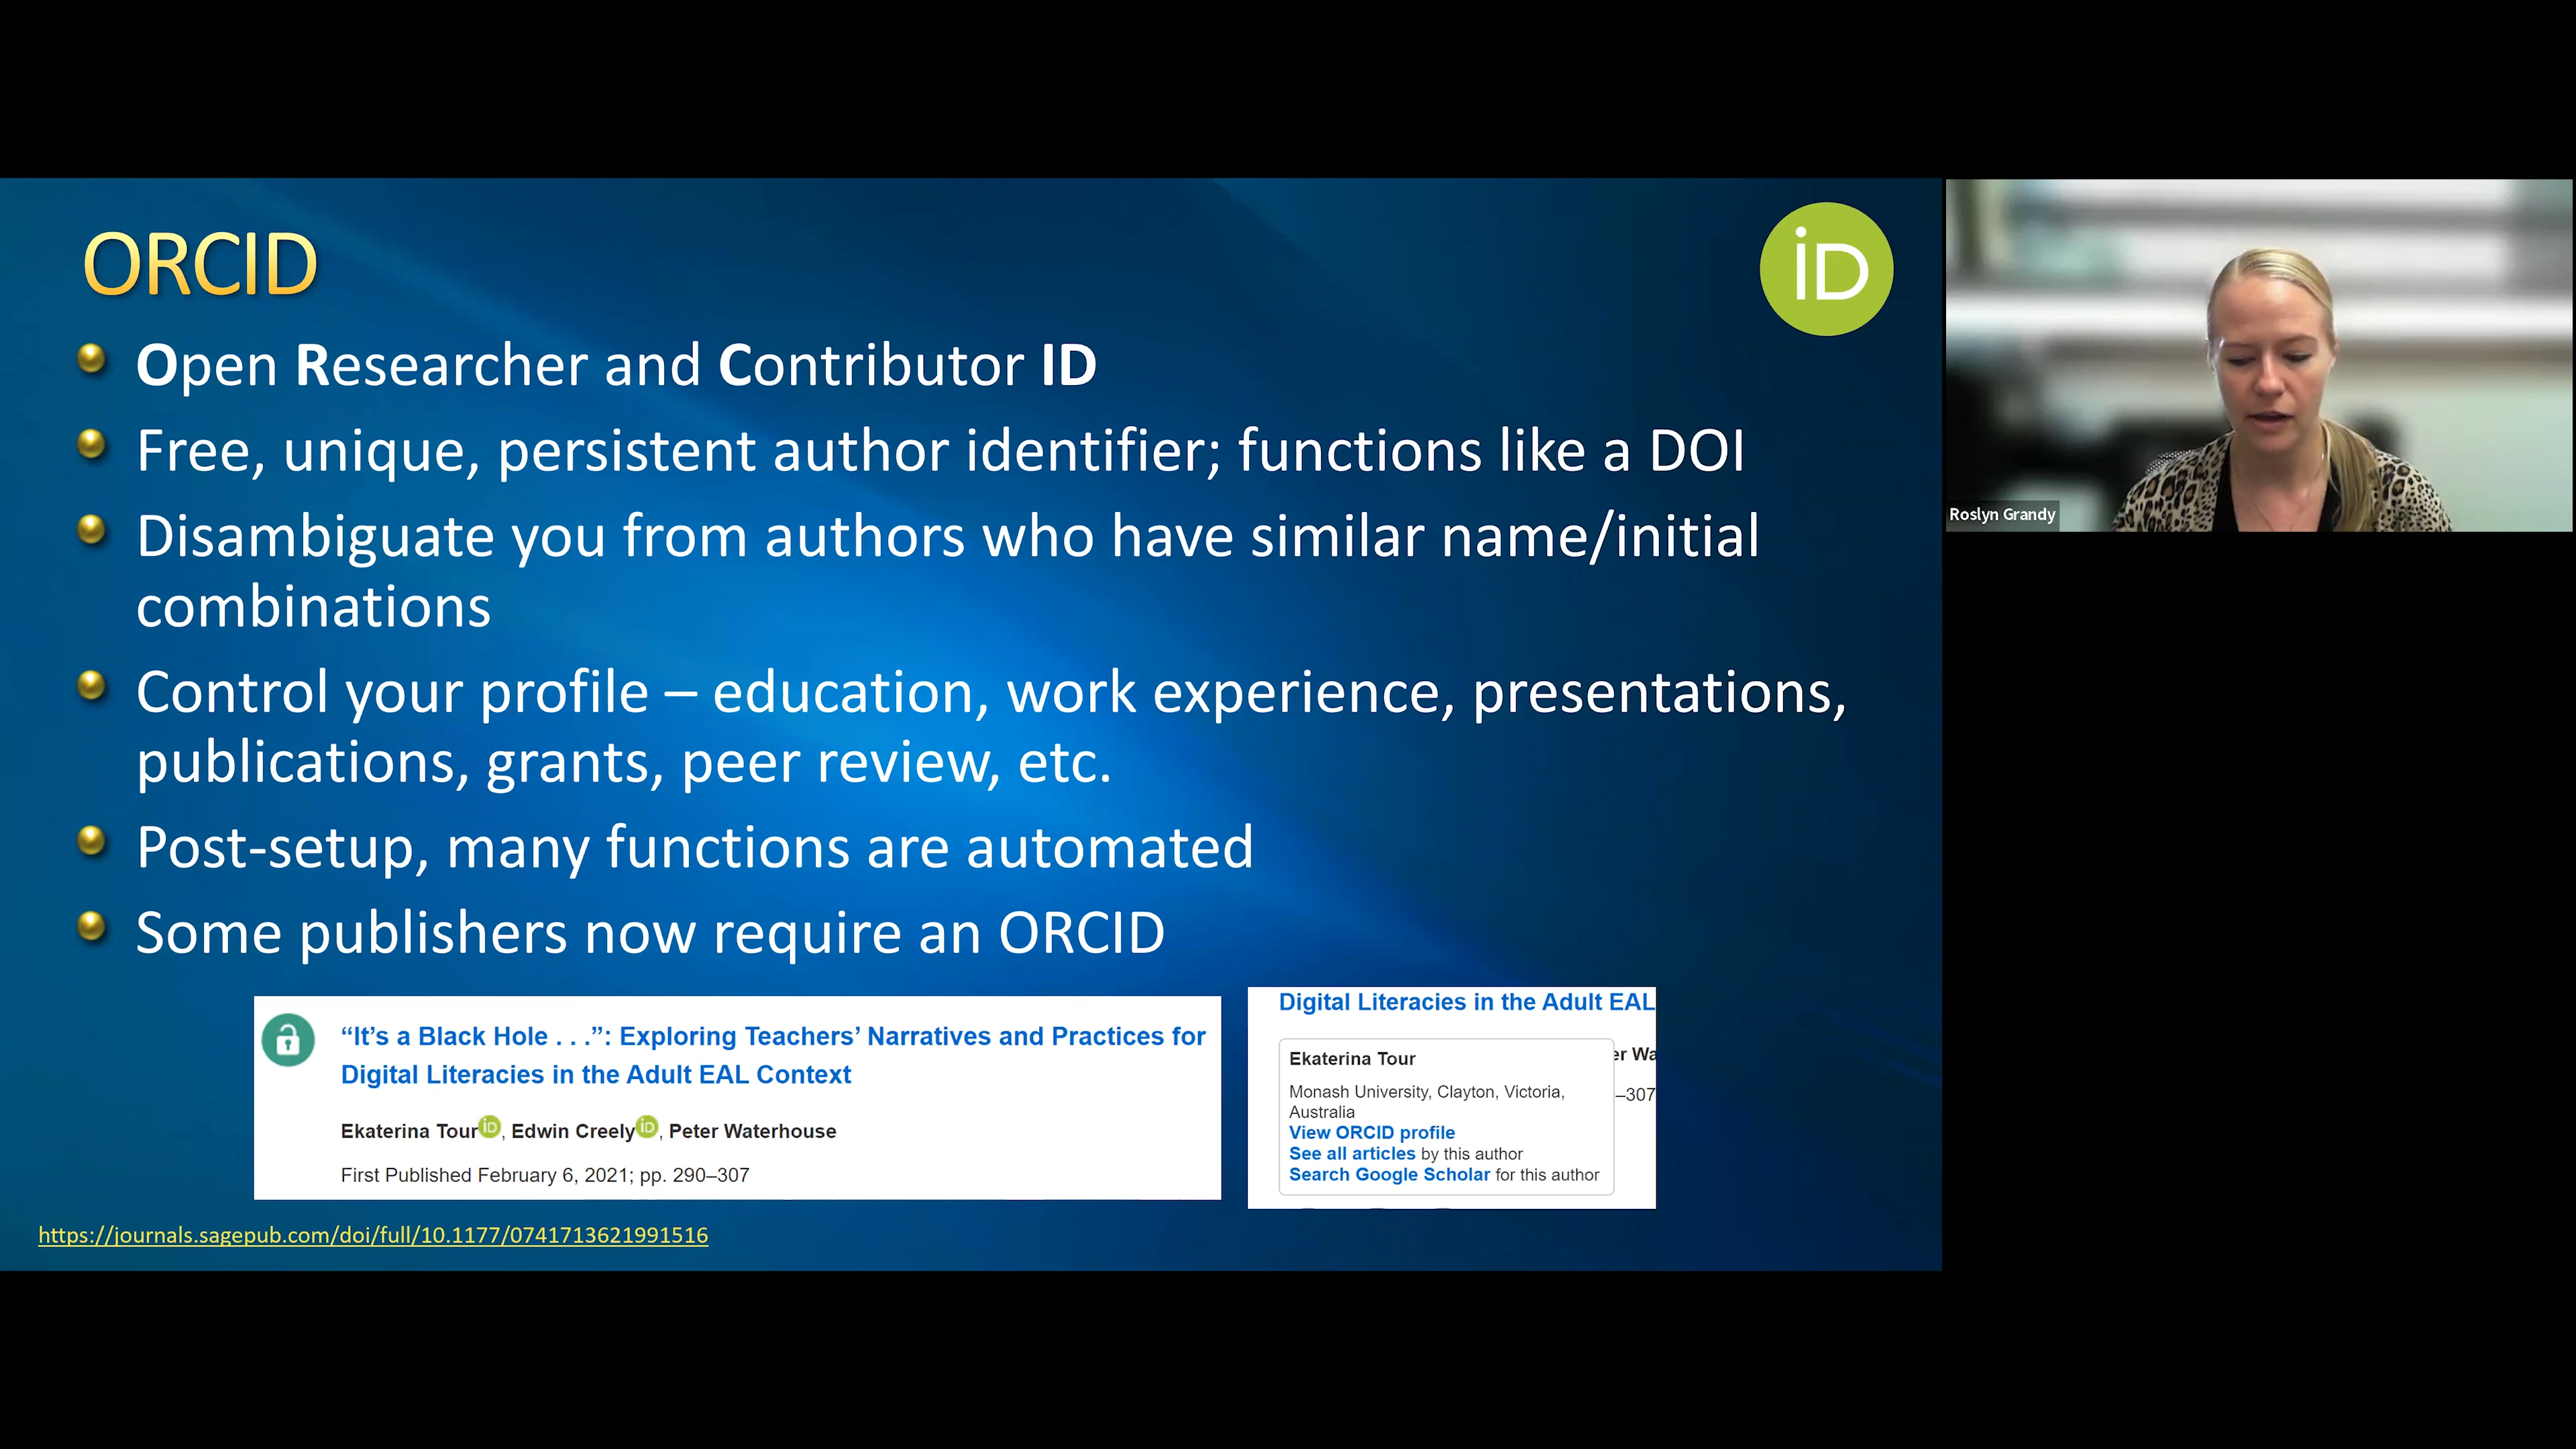 ORCID
iD
Open Researcher and Contributor ID
Free, unique, persistent author identifier; functions like a DOI
Disambiguate you from authors who have similar name/initial
combinations
Control your profile – education, work experience, presentations,
publications, grants, peer review, etc.
Post-setup, many functions are automated
Some publishers now require an ORCID
“It’s a Black Hole . . .”: Exploring Teachers’ Narratives and Practices for
Digital Literacies in the Adult EAL Context
Ekaterina Tour iD, Edwin Creely iD, Peter Waterhouse
First Published February 6, 2021; pp. 290–307
Digital Literacies in the Adult EAL
Ekaterina Tour
er Wa
Monash University, Clayton, Victoria,
–307
Australia
View ORCID profile
See all articles by this author
Search Google Scholar for this author
https://journals.sagepub.com/doi/full/10.1177/0741713621991516
Roslyn Grandy